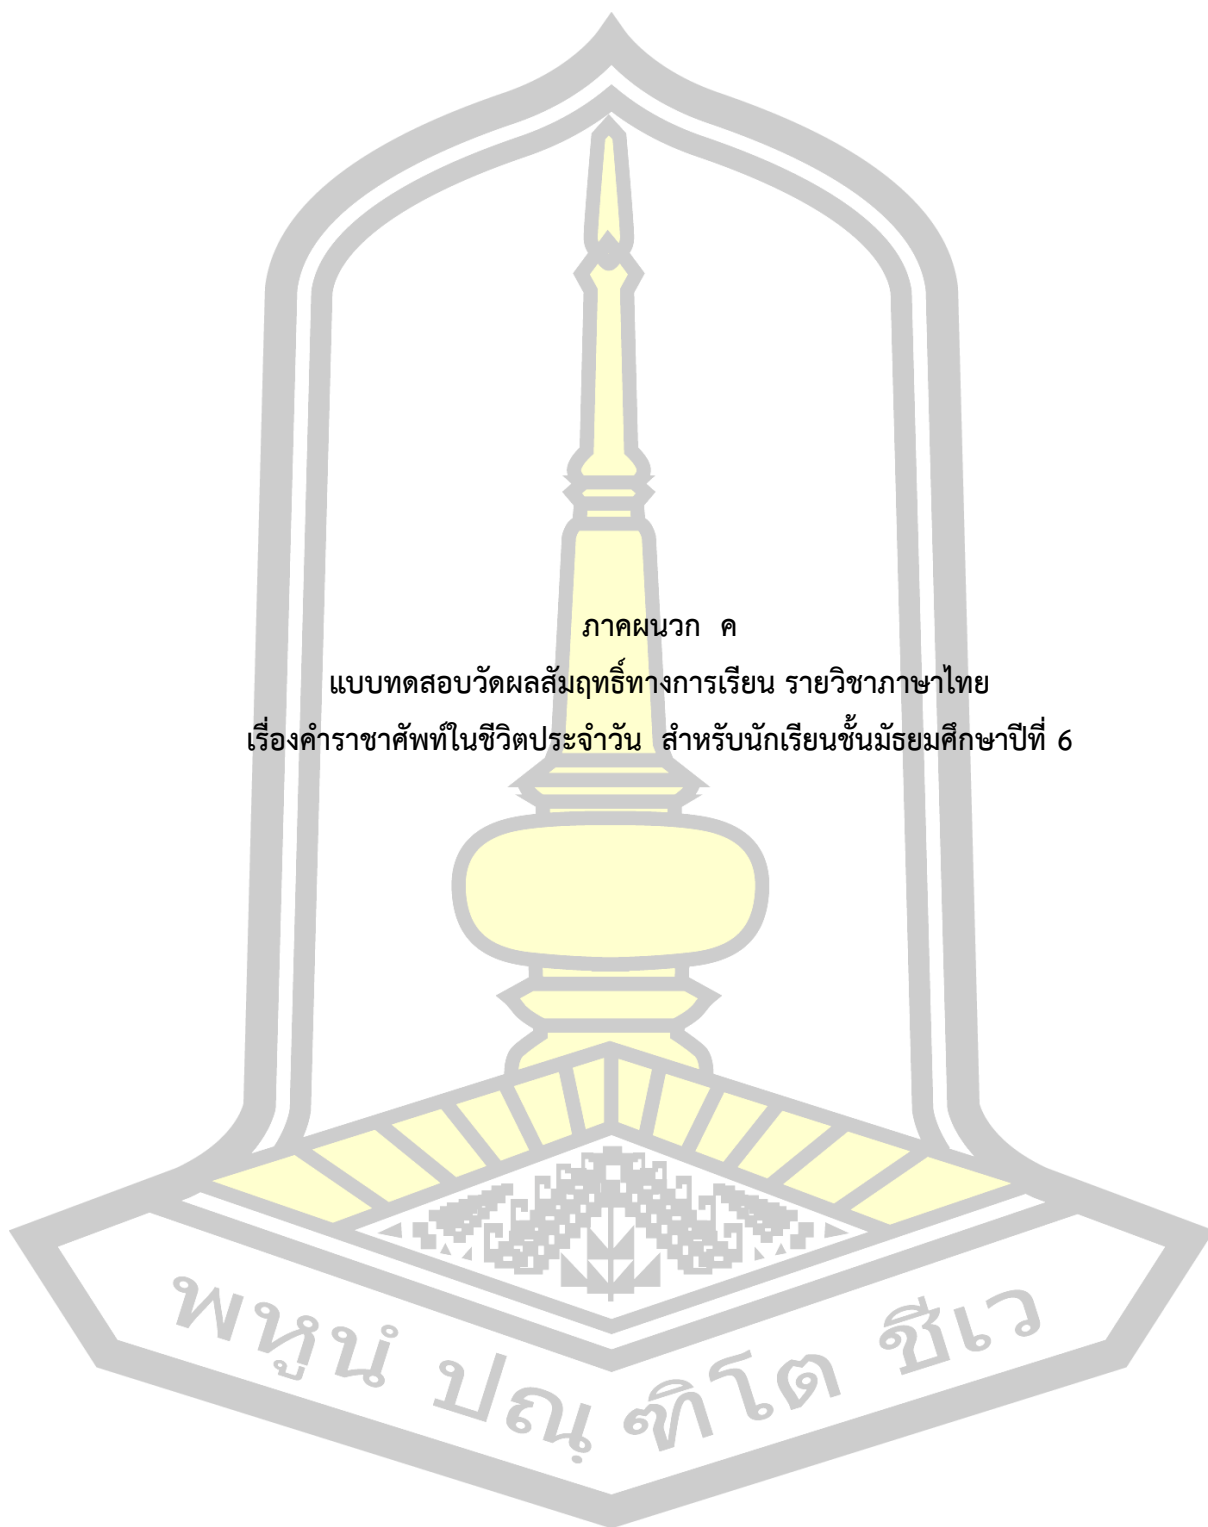 ภาคผนวก ค
แบบทดสอบวัดผลสัมฤทธิ์ทางการเรียน รายวิชาภาษาไทย
เรื่องคำราชาศัพท์ในชีวิตประจำวัน สำหรับนักเรียนชั้นมัธยมศึกษาปีที่ 6
พหูนํ ปณฺฑิโต ชีเว